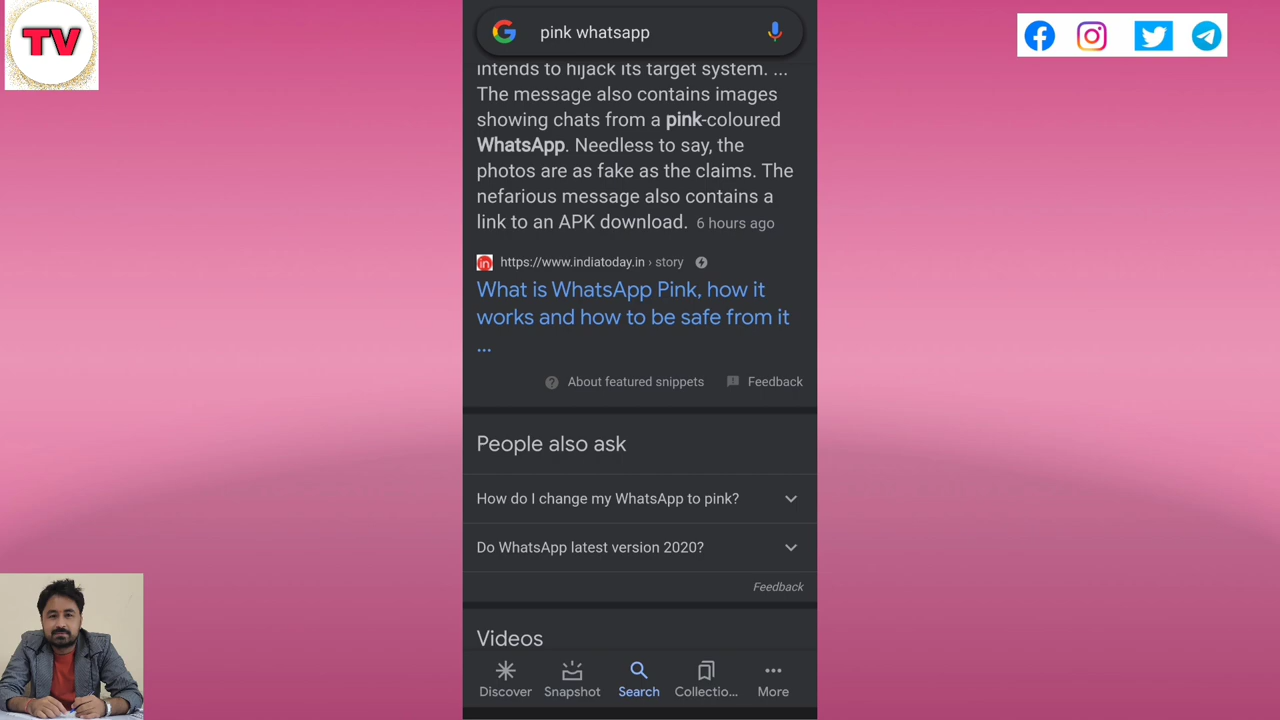 TV
pink whatsapp
intends to hijack its target system. ...
The message also contains images
showing chats from a pink-coloured
WhatsApp. Needless to say, the
photos are as fake as the claims. The
nefarious message also contains a
link to an APK download. 6 hours ago
https://www.indiatoday.in › story
What is WhatsApp Pink, how it
works and how to be safe from it
...
About featured snippets Feedback
People also ask
How do I change my WhatsApp to pink?
Do WhatsApp latest version 2020?
Feedback
Videos
Discover Snapshot Search Collectio... More